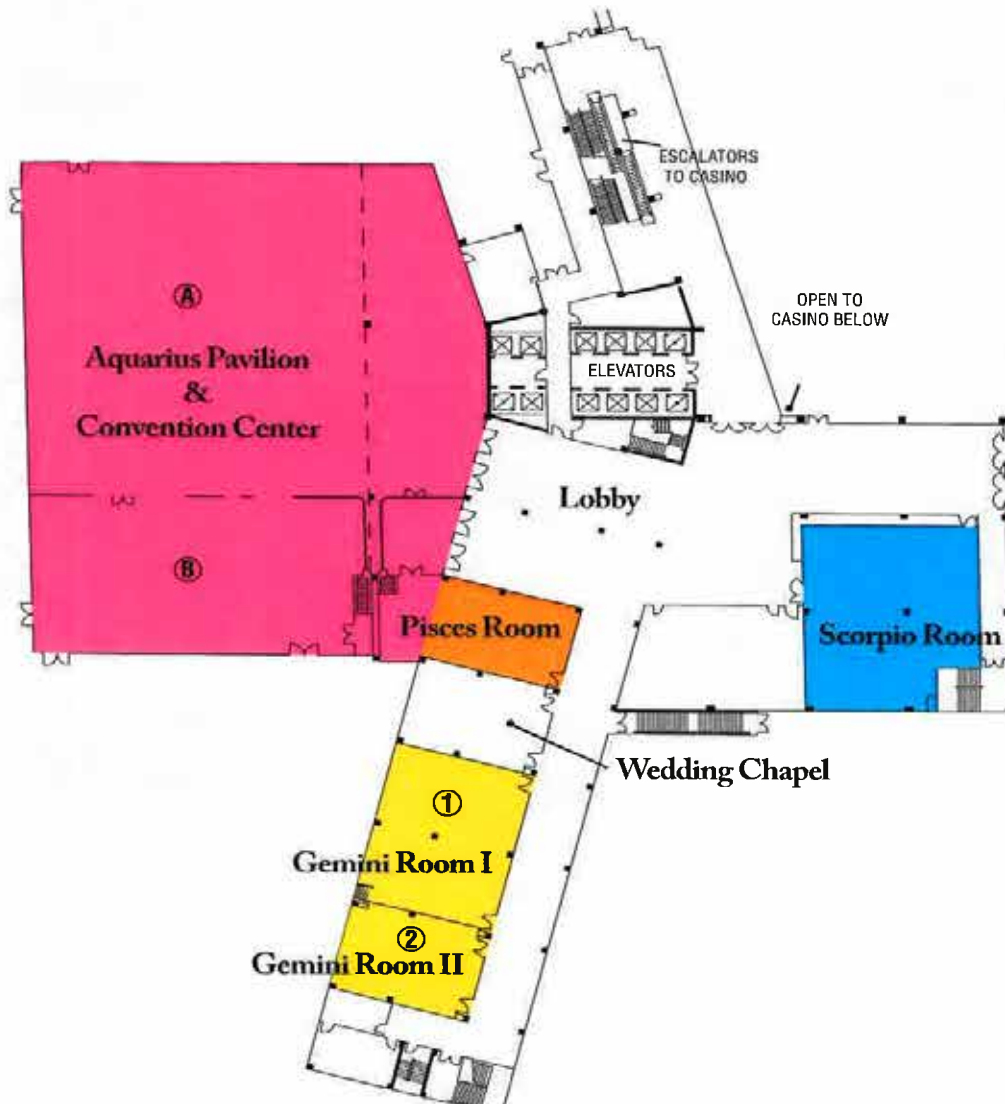 ESCALATORS
TO CASINO
OPEN TO
CASINO BELOW
Ⓐ
Aquarius Pavilion
&
Convention Center
ELEVATORS
Lobby
Ⓑ
Pisces Room
Scorpio Room
Wedding Chapel
①
Gemini Room I
②
Gemini Room II